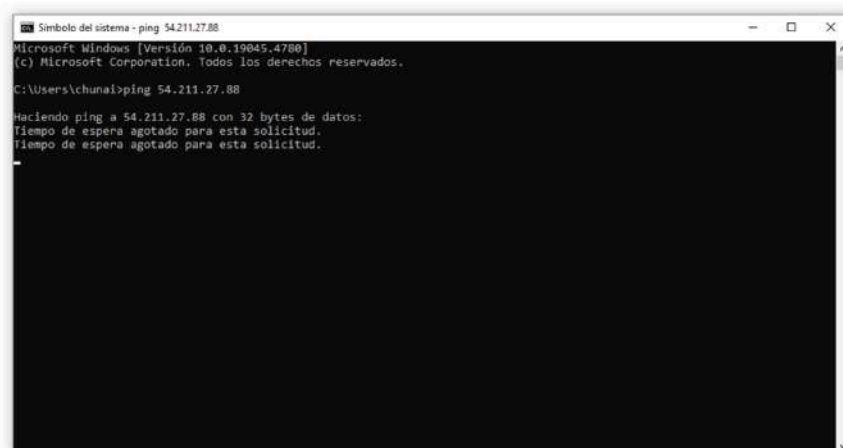 Símbolo del sistema - ping 54.211.27.88
Microsoft Windows [Versión 10.0.19045.4780]
(c) Microsoft Corporation. Todos los derechos reservados.
C:\Users\chunai>ping 54.211.27.88
Haciendo ping a 54.211.27.88 con 32 bytes de datos:
Tiempo de espera agotado para esta solicitud.
Tiempo de espera agotado para esta solicitud.